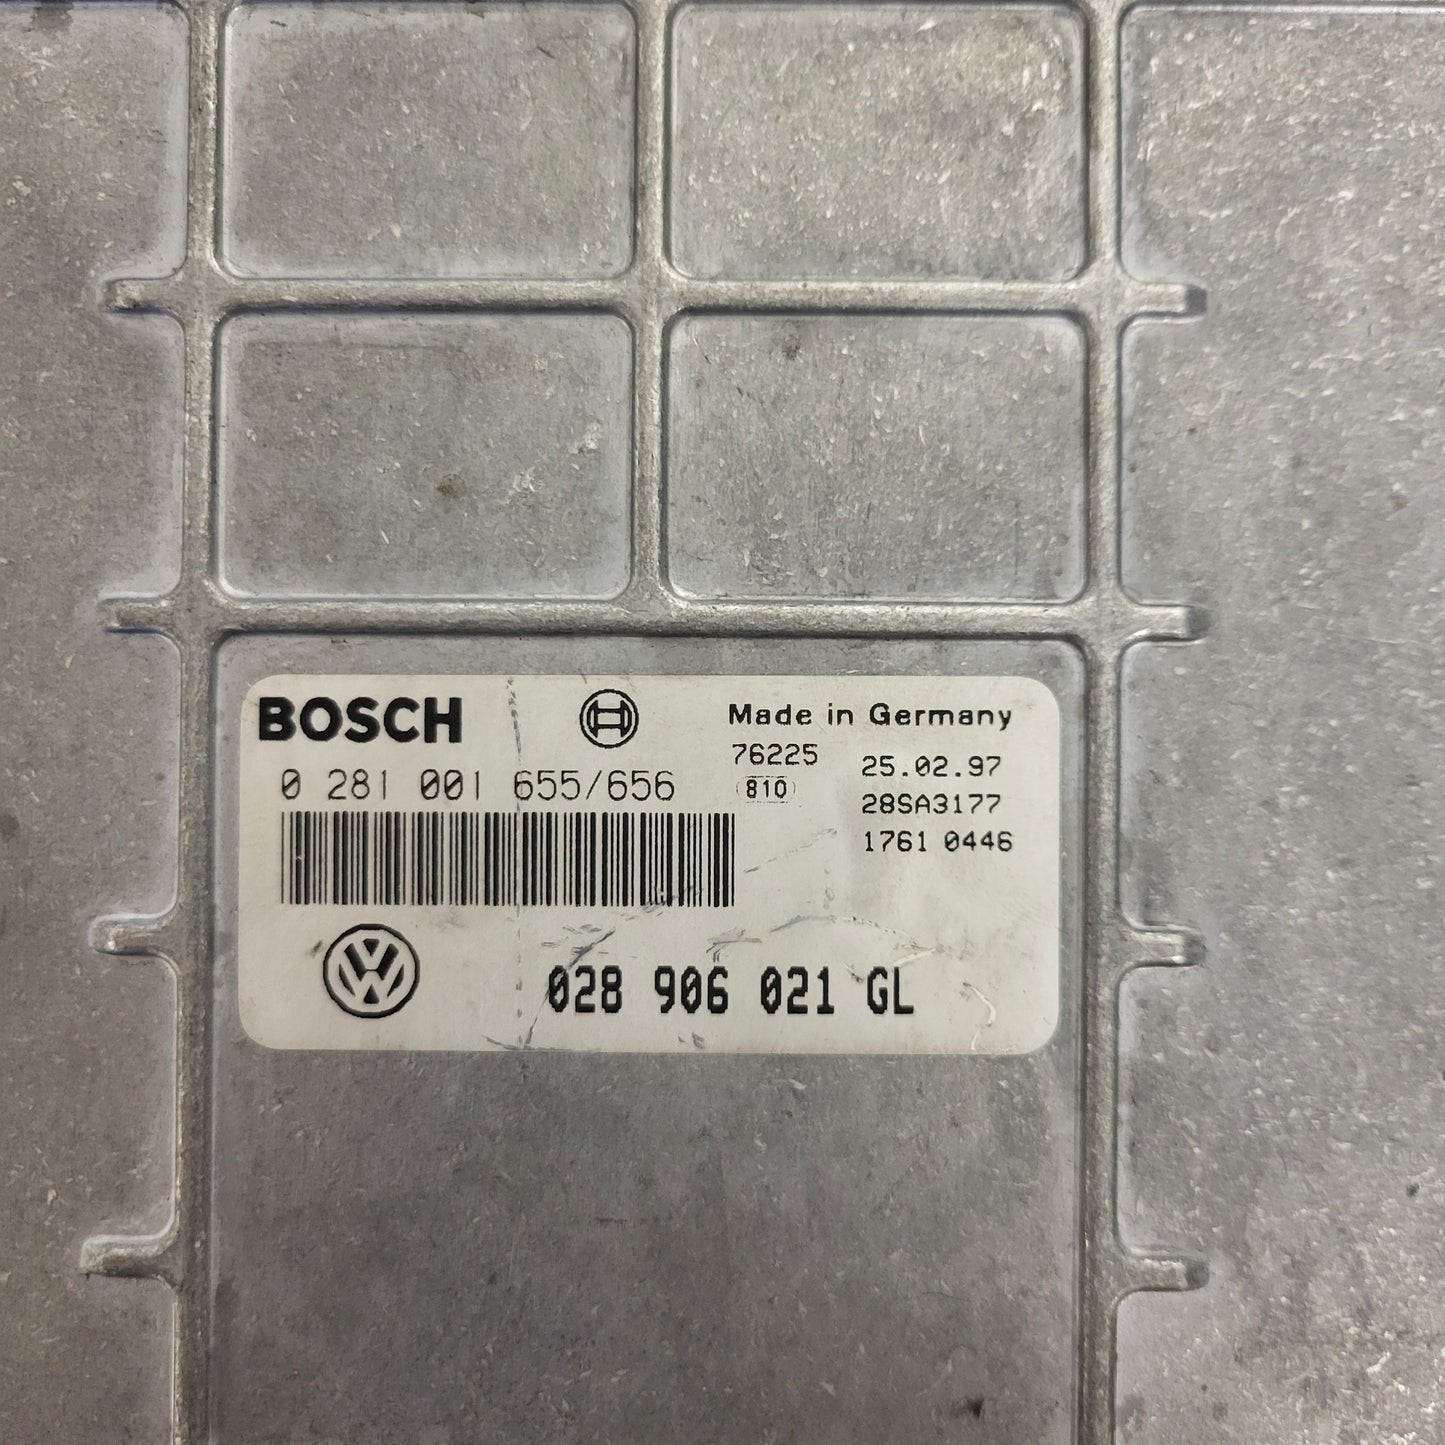 BOSCH
Made in Germany
0 281 001 655/656
76225
810
25.02.97
28SA3177
1761 0446
028 906 021 GL